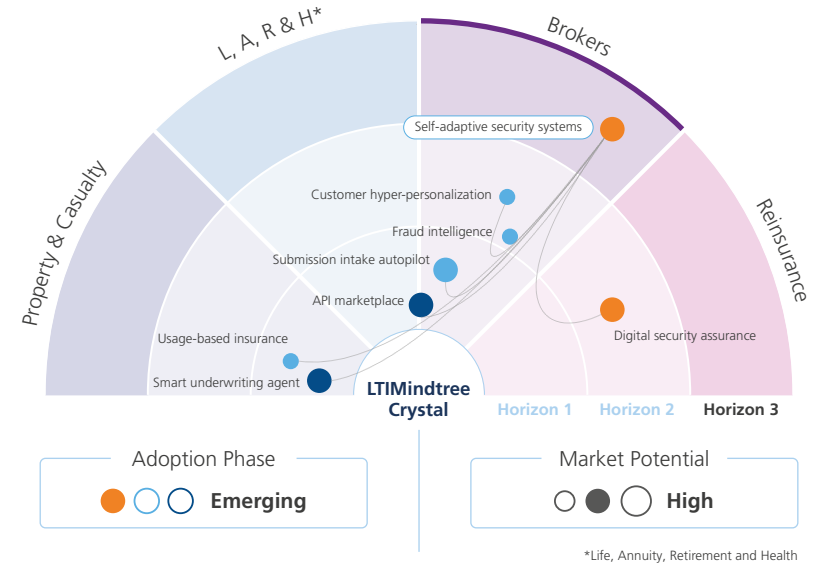 L, A, R & H*
Brokers
Property & Casualty
Reinsurance
Self-adaptive security systems
Customer hyper-personalization
Fraud intelligence
Submission intake autopilot
API marketplace
Usage-based insurance
Digital security assurance
Smart underwriting agent
LTIMindtree
Crystal
Horizon 1
Horizon 2
Horizon 3
Adoption Phase
Emerging
Market Potential
High
*Life, Annuity, Retirement and Health